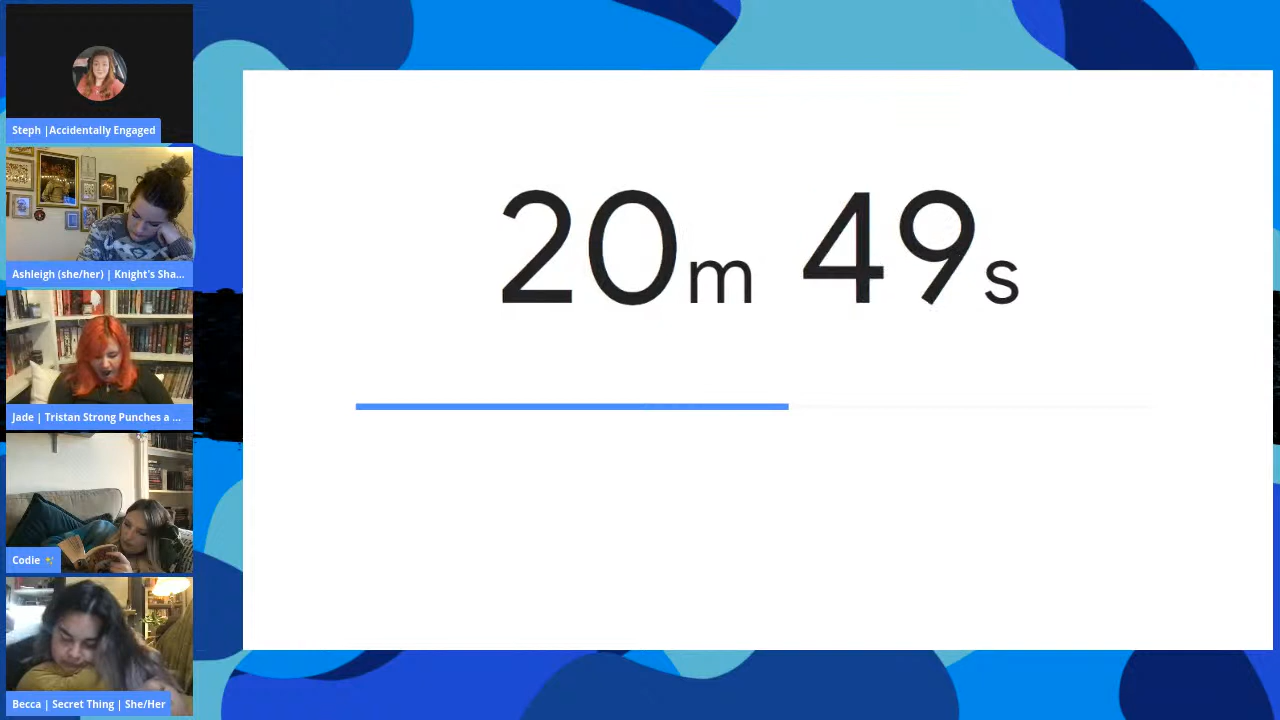 Steph |Accidentally Engaged
20m 49s
Ashleigh (she/her) | Knight's Sha...
Jade | Tristan Strong Punches a ...
Codie ✨
Becca | Secret Thing | She/Her